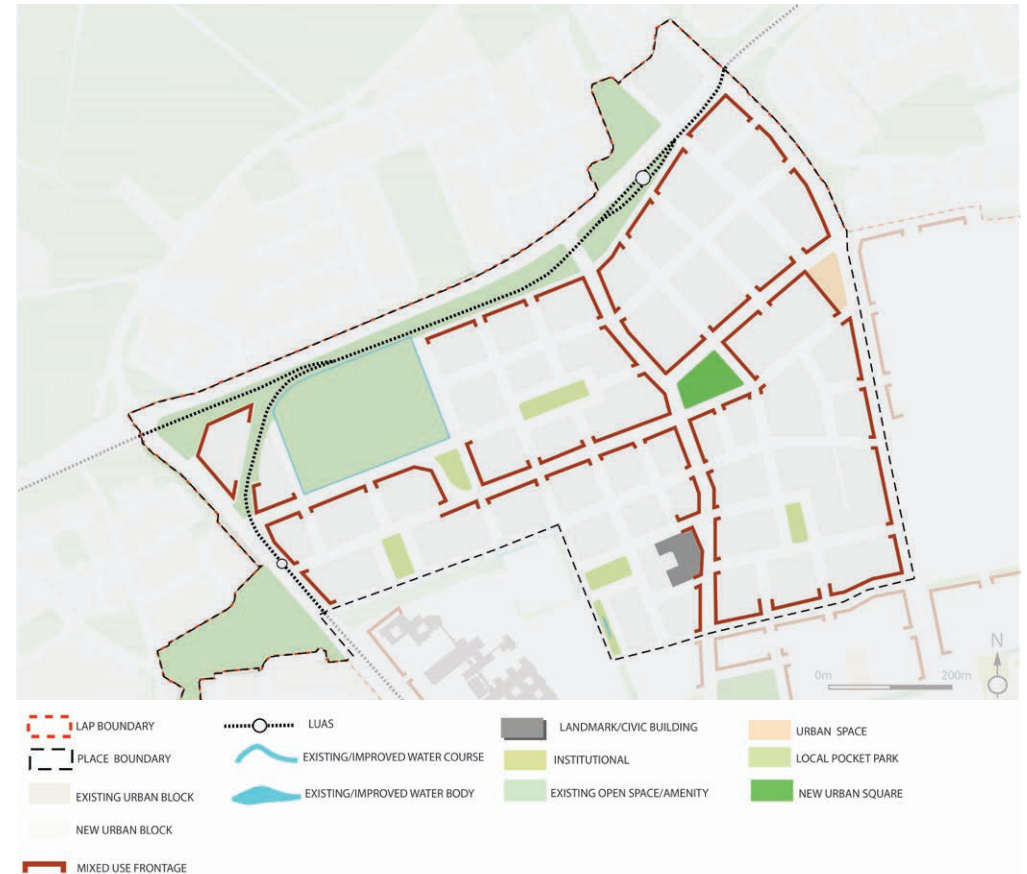 N
0m 200m
LAP BOUNDARY
PLACE BOUNDARY
EXISTING URBAN BLOCK
NEW URBAN BLOCK
MIXED USE FRONTAGE
LUAS
EXISTING/IMPROVED WATER COURSE
EXISTING/IMPROVED WATER BODY
LANDMARK/CIVIC BUILDING
INSTITUTIONAL
EXISTING OPEN SPACE/AMENITY
URBAN SPACE
LOCAL POCKET PARK
NEW URBAN SQUARE